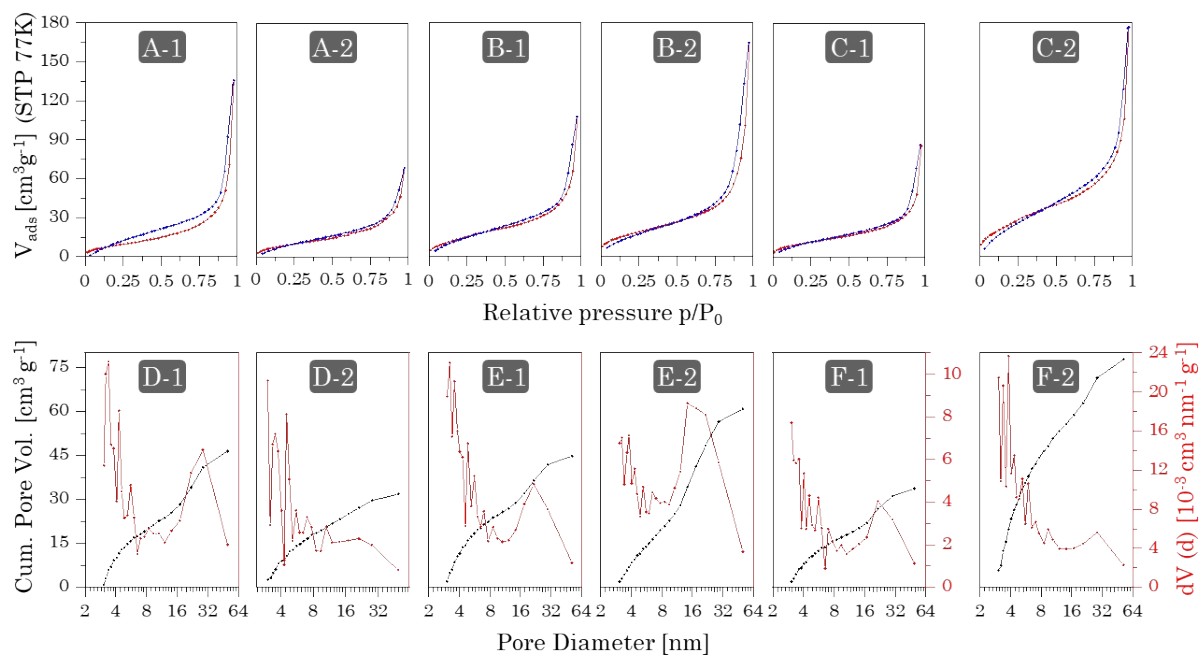 V_ads [cm³g⁻¹] (STP 77K)
180
150
120
90
60
30
0
A-1 A-2 B-1 B-2 C-1 C-2
0 0.25 0.5 0.75 1 0 0.25 0.5 0.75 1 0 0.25 0.5 0.75 1 0 0.25 0.5 0.75 1 0 0.25 0.5 0.75 1 0 0.25 0.5 0.75 1
Relative pressure p/P₀
Cum. Pore Vol. [cm³ g⁻¹]
75
60
45
30
15
0
D-1 D-2 E-1 E-2 F-1 F-2
10
8
6
4
2
0
24
20
16
12
8
4
0
dV (d) [10⁻³ cm³ nm⁻¹ g⁻¹]
2 4 8 16 32 64 2 4 8 16 32 2 4 8 16 32 64 2 4 8 16 32 64 2 4 8 16 32 64 2 4 8 16 32 64
Pore Diameter [nm]